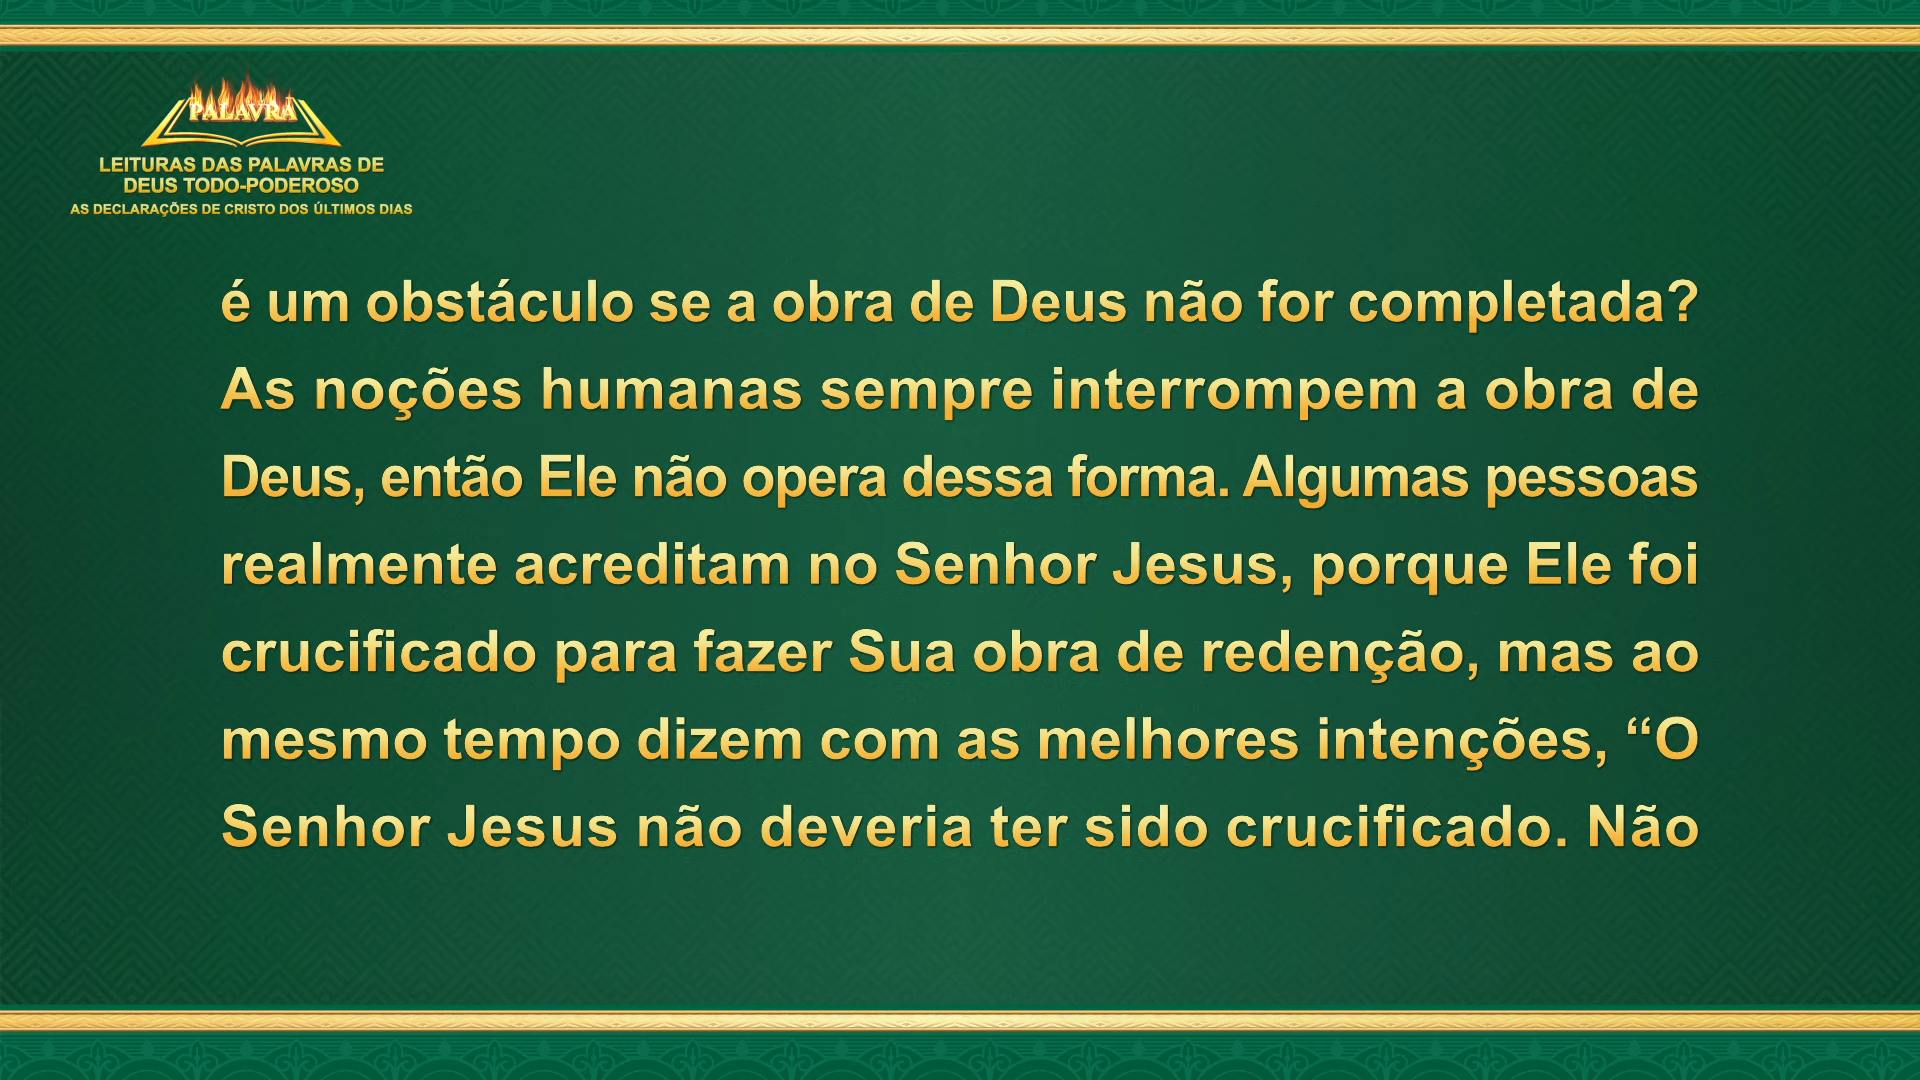 PALAVRA
LEITURAS DAS PALAVRAS DE
DEUS TODO-PODEROSO
AS DECLARAÇÕES DE CRISTO DOS ÚLTIMOS DIAS
é um obstáculo se a obra de Deus não for completada?
As noções humanas sempre interrompem a obra de
Deus, então Ele não opera dessa forma. Algumas pessoas
realmente acreditam no Senhor Jesus, porque Ele foi
crucificado para fazer Sua obra de redenção, mas ao
mesmo tempo dizem com as melhores intenções, “O
Senhor Jesus não deveria ter sido crucificado. Não